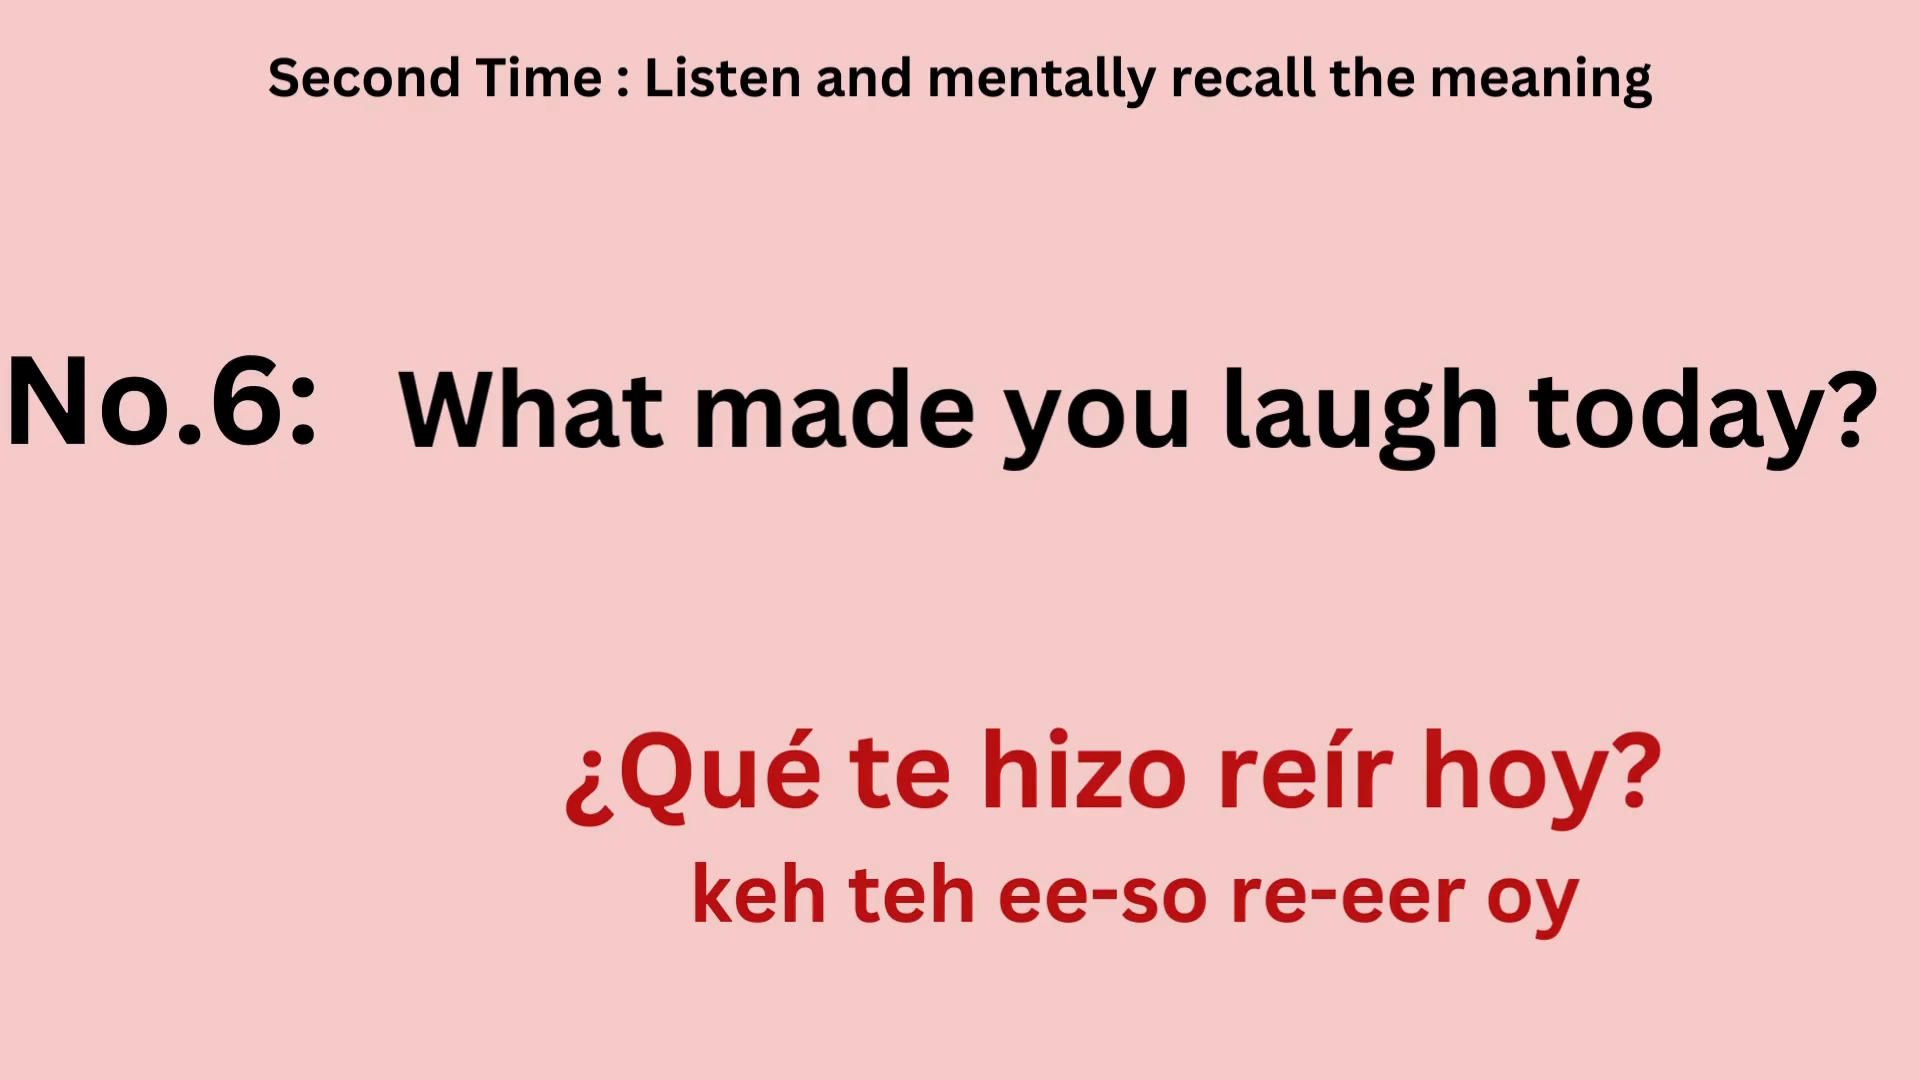 Second Time : Listen and mentally recall the meaning
No.6: What made you laugh today?
¿Qué te hizo reír hoy?
keh teh ee-so re-eer oy